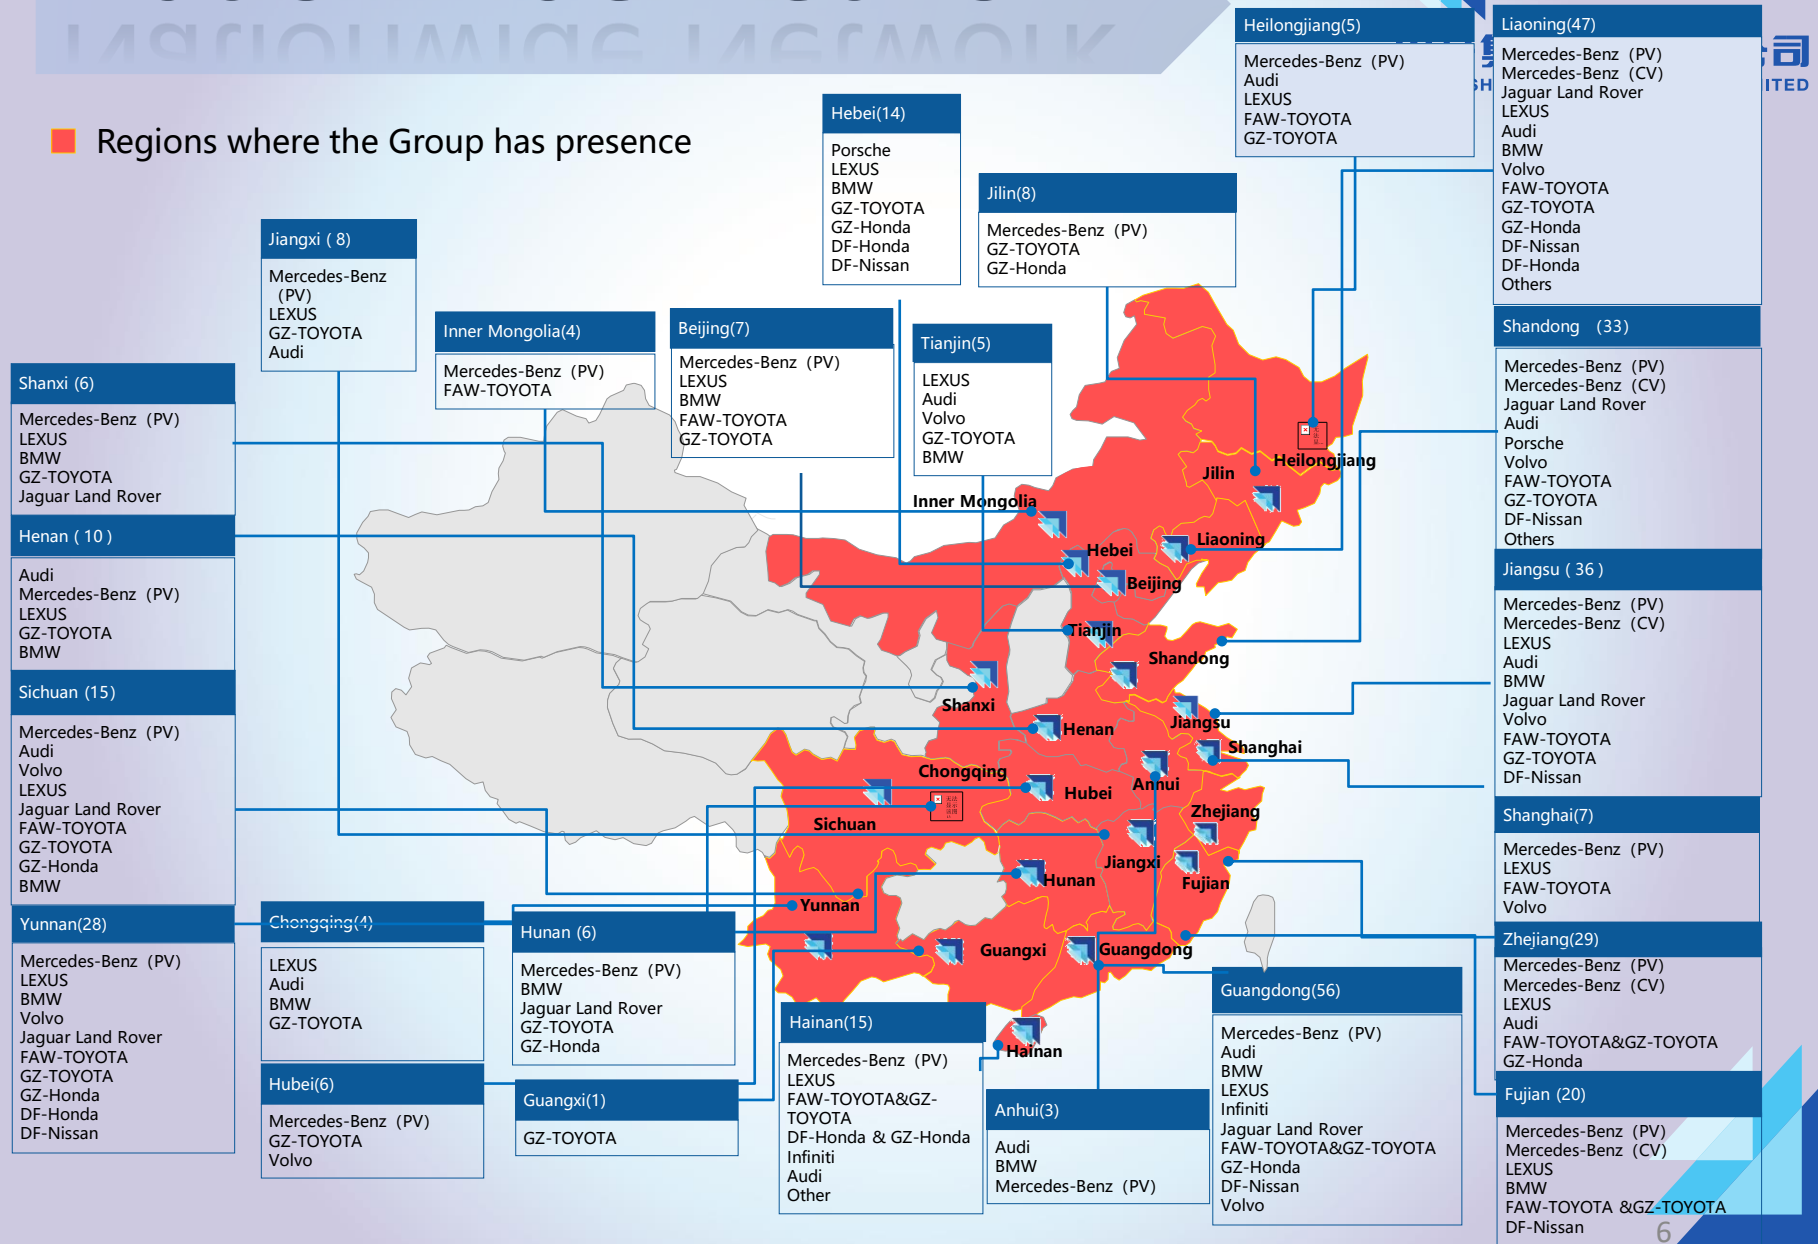 Nationwide Network
Regions where the Group has presence
Heilongjiang(5)
Mercedes-Benz (PV)
Audi
LEXUS
FAW-TOYOTA
GZ-TOYOTA
Liaoning(47)
Mercedes-Benz (PV)
Mercedes-Benz (CV)
Jaguar Land Rover
LEXUS
Audi
BMW
Volvo
FAW-TOYOTA
GZ-TOYOTA
GZ-Honda
DF-Nissan
DF-Honda
Others
司
ITED
Hebei(14)
Porsche
LEXUS
BMW
GZ-TOYOTA
GZ-Honda
DF-Honda
DF-Nissan
Jilin(8)
Mercedes-Benz (PV)
GZ-TOYOTA
GZ-Honda
Jiangxi ( 8)
Mercedes-Benz
(PV)
LEXUS
GZ-TOYOTA
Audi
Inner Mongolia(4)
Mercedes-Benz (PV)
FAW-TOYOTA
Beijing(7)
Mercedes-Benz (PV)
LEXUS
BMW
FAW-TOYOTA
GZ-TOYOTA
Tianjin(5)
LEXUS
Audi
Volvo
GZ-TOYOTA
BMW
Shandong (33)
Mercedes-Benz (PV)
Mercedes-Benz (CV)
Jaguar Land Rover
Audi
Porsche
Volvo
FAW-TOYOTA
GZ-TOYOTA
DF-Nissan
Others
Shanxi (6)
Mercedes-Benz (PV)
LEXUS
BMW
GZ-TOYOTA
Jaguar Land Rover
Henan ( 10 )
Audi
Mercedes-Benz (PV)
LEXUS
GZ-TOYOTA
BMW
Sichuan (15)
Mercedes-Benz (PV)
Audi
Volvo
LEXUS
Jaguar Land Rover
FAW-TOYOTA
GZ-TOYOTA
GZ-Honda
BMW
Yunnan(28)
Mercedes-Benz (PV)
LEXUS
BMW
Volvo
Jaguar Land Rover
FAW-TOYOTA
GZ-TOYOTA
GZ-Honda
DF-Honda
DF-Nissan
Heilongjiang
Jilin
Inner Mongolia
Liaoning
Hebei
Beijing
Tianjin
Shandong
Shanxi
Jiangsu
Henan
Shanghai
Chongqing
Anhui
Hubei
Zhejiang
Sichuan
Jiangxi
Hunan
Fujian
Yunnan
Guangxi
Guangdong
Hainan
Jiangsu ( 36 )
Mercedes-Benz (PV)
Mercedes-Benz (CV)
LEXUS
Audi
BMW
Jaguar Land Rover
Volvo
FAW-TOYOTA
GZ-TOYOTA
DF-Nissan
Shanghai(7)
Mercedes-Benz (PV)
LEXUS
FAW-TOYOTA
Volvo
Zhejiang(29)
Mercedes-Benz (PV)
Mercedes-Benz (CV)
LEXUS
Audi
FAW-TOYOTA&GZ-TOYOTA
GZ-Honda
Fujian (20)
Mercedes-Benz (PV)
Mercedes-Benz (CV)
LEXUS
BMW
FAW-TOYOTA &GZ-TOYOTA
DF-Nissan
Chongqing(4)
LEXUS
Audi
BMW
GZ-TOYOTA
Hubei(6)
Mercedes-Benz (PV)
GZ-TOYOTA
Volvo
Hunan (6)
Mercedes-Benz (PV)
BMW
Jaguar Land Rover
GZ-TOYOTA
GZ-Honda
Guangxi(1)
GZ-TOYOTA
Hainan(15)
Mercedes-Benz (PV)
LEXUS
FAW-TOYOTA&GZ-
TOYOTA
DF-Honda & GZ-Honda
Infiniti
Audi
Other
Anhui(3)
Audi
BMW
Mercedes-Benz (PV)
Guangdong(56)
Mercedes-Benz (PV)
Audi
BMW
LEXUS
Infiniti
Jaguar Land Rover
FAW-TOYOTA&GZ-TOYOTA
GZ-Honda
DF-Nissan
Volvo
6